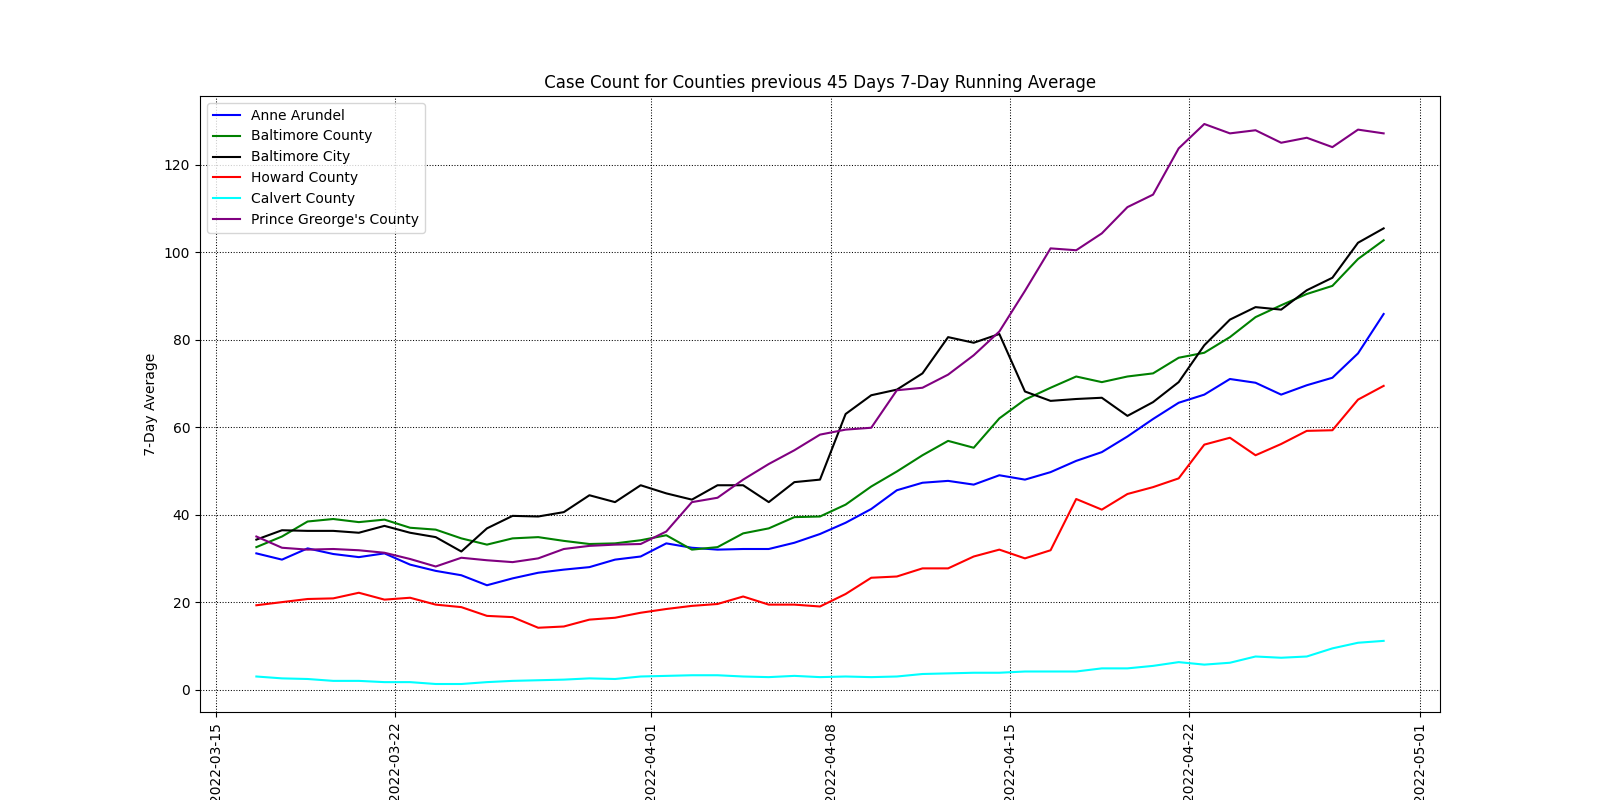 Case Count for Counties previous 45 Days 7-Day Running Average
Anne Arundel
Baltimore County
Baltimore City
Howard County
Calvert County
Prince Greorge's County
7-Day Average
120
100
80
60
40
20
0
2022-03-15
2022-03-22
2022-04-01
2022-04-08
2022-04-15
2022-04-22
2022-05-01